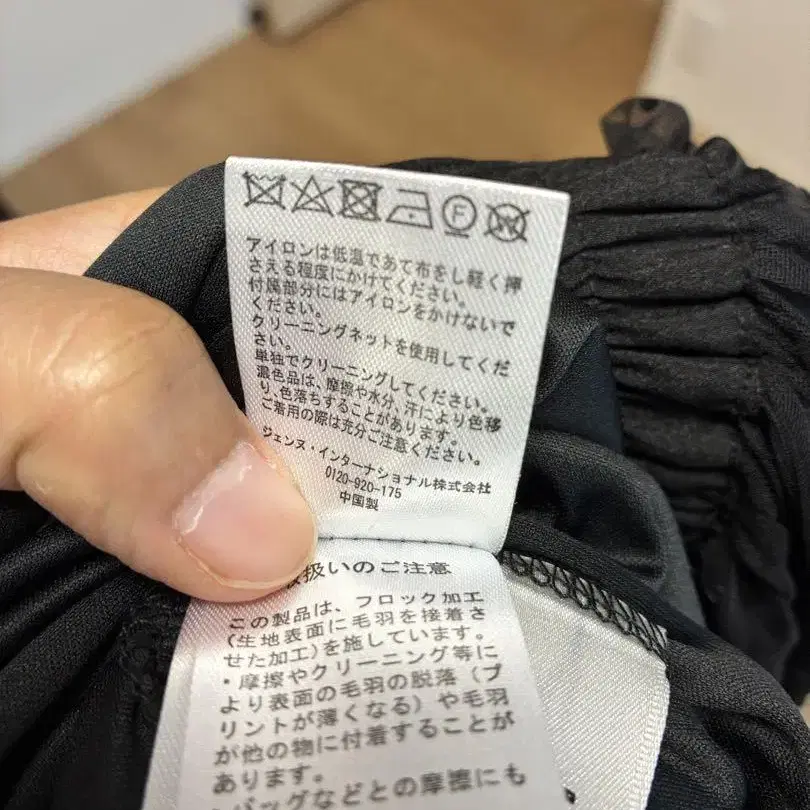 F
W
アイロンは低温であて布をし軽く押
さえる程度にかけてください。
付属部分にはアイロンをかけないで
ください。
クリーニングネットを使用してくだ
さい。
単独でクリーニングしてください。
濃色品は、摩擦や水分、汗により色移
り、色落ちすることがあります。
ご着用の際は充分ご注意ください。
ジェンヌ・インターナショナル株式会社
0120-920-175
中国製
扱いのご注意
この製品は、フロック加工
(生地表面に毛羽を接着さ
せた加工)を施しています。
・摩擦やクリーニング等に
より表面の毛羽の脱落(プ
リントが薄くなる)や毛羽
が他の物に付着することが
あります。
バッグなどとの摩擦にも